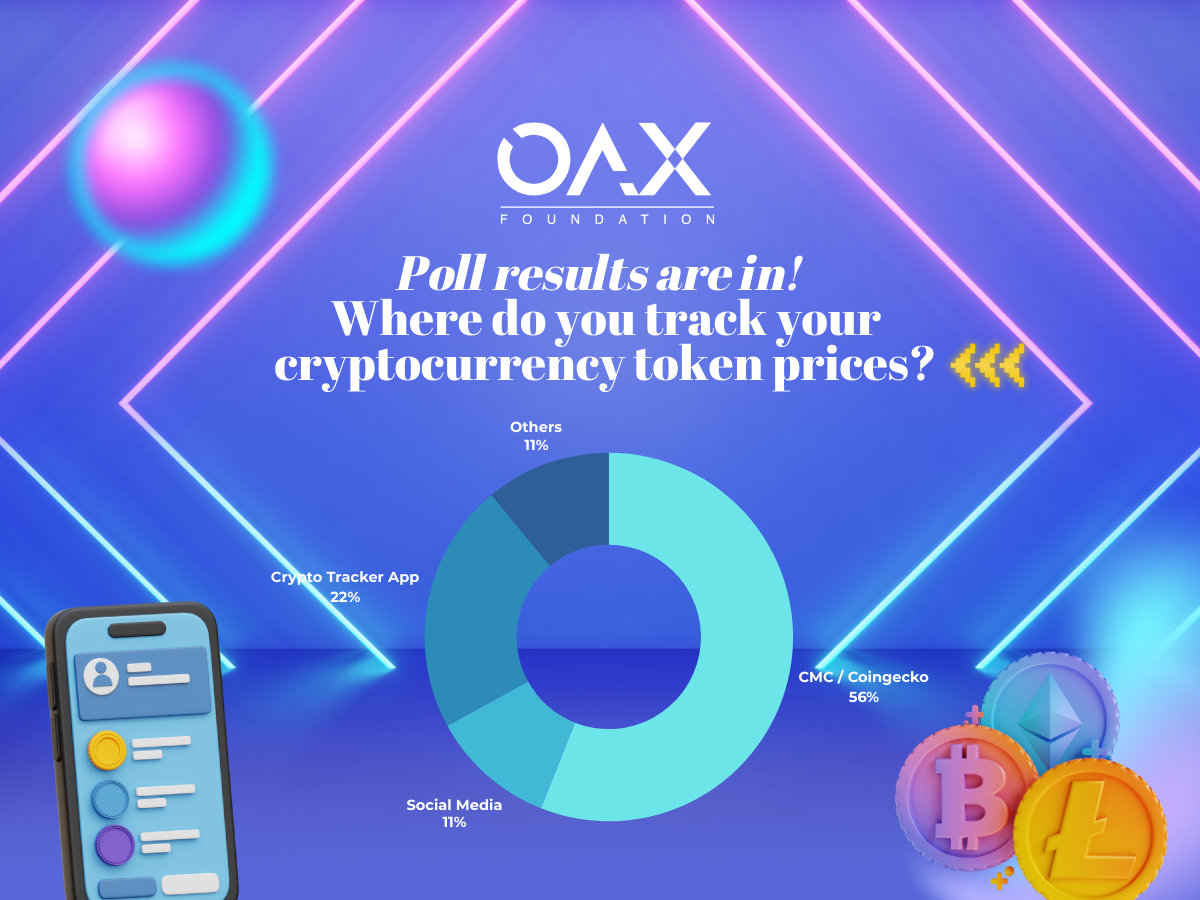 OAX
FOUNDATION
Poll results are in!
Where do you track your
cryptocurrency token prices?
Others
11%
Crypto Tracker App
22%
CMC / Coingecko
56%
Social Media
11%